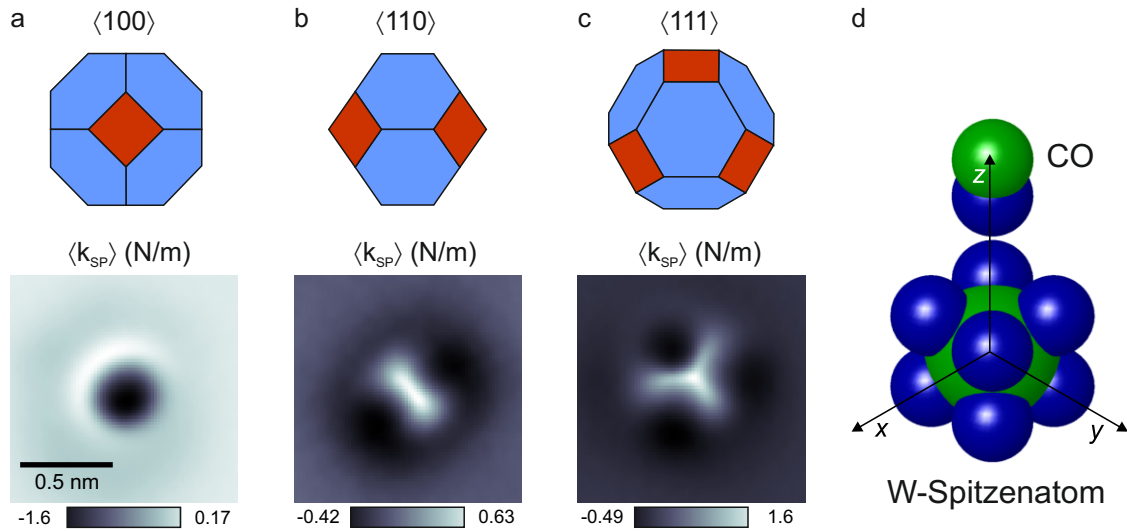 a
⟨100⟩
b
⟨110⟩
c
⟨111⟩
d
⟨k_SP⟩ (N/m)
⟨k_SP⟩ (N/m)
⟨k_SP⟩ (N/m)
CO
z
x
y
W-Spitzenatom
0.5 nm
-1.6
0.17
-0.42
0.63
-0.49
1.6